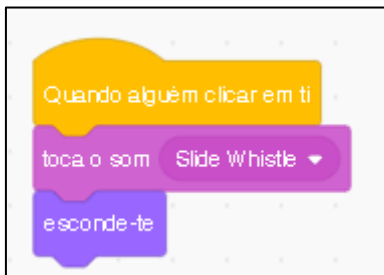 Quando alguém clicar em ti
toca o som Slide Whistle
esconde-te